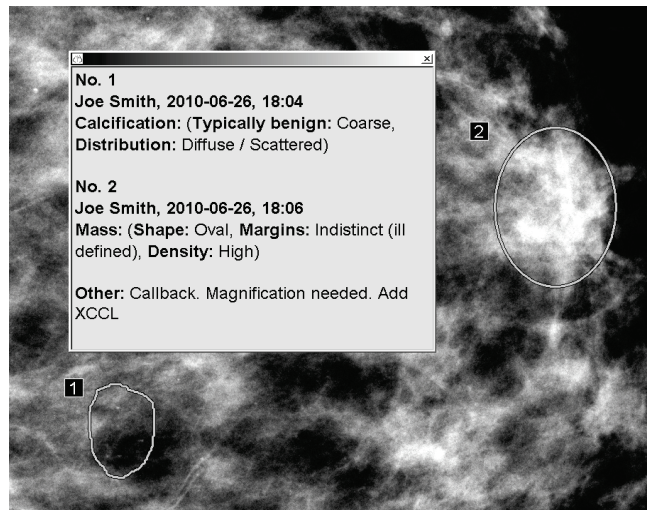 No. 1
Joe Smith, 2010-06-26, 18:04
Calcification: (Typically benign: Coarse,
Distribution: Diffuse / Scattered)
No. 2
Joe Smith, 2010-06-26, 18:06
Mass: (Shape: Oval, Margins: Indistinct (ill
defined), Density: High)
Other: Callback. Magnification needed. Add
XCCL
2
1